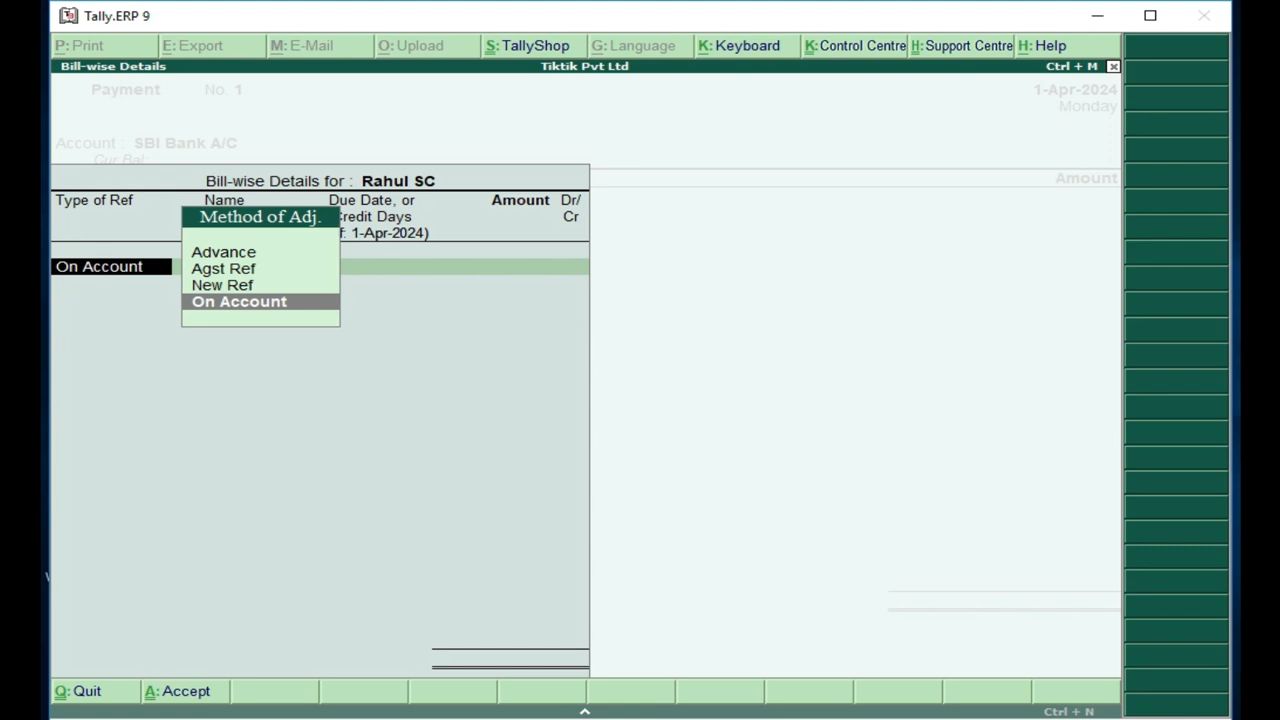 Tally.ERP 9
P: Print E: Export M: E-Mail O: Upload S: TallyShop G: Language K: Keyboard K: Control Centre H: Support Centre H: Help
Bill-wise Details Tiktik Pvt Ltd Ctrl + M
Payment No. 1 1-Apr-2024
Monday
Account : SBI Bank A/C
Cur Bal:
Amount
Bill-wise Details for : Rahul SC
Type of Ref Name Due Date, or Amount Dr/
Credit Days Cr
f: 1-Apr-2024)
Method of Adj.
Advance
Agst Ref
New Ref
On Account
On Account
Q: Quit A: Accept
Ctrl + N